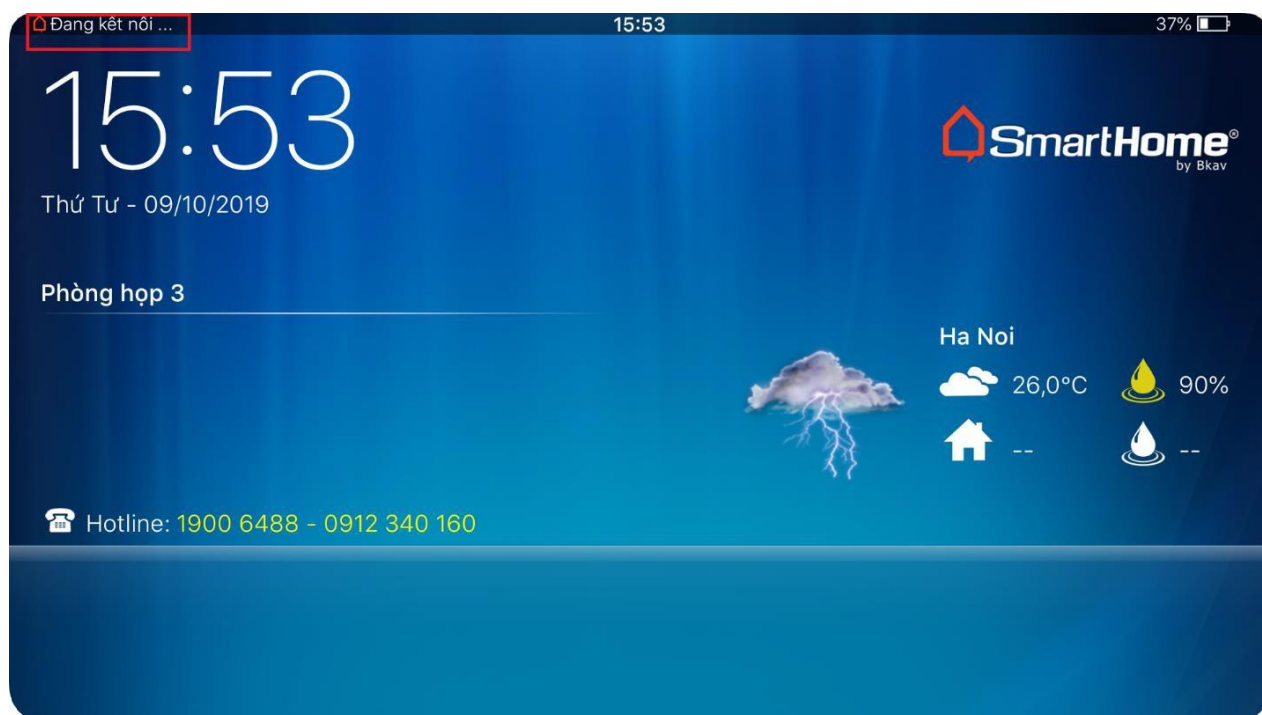 Đang kết nối ...
15:53
37%
15:53
Thứ Tư - 09/10/2019
SmartHome®
by Bkav
Phòng họp 3
Ha Noi
26,0°C
90%
--
--
Hotline: 1900 6488 - 0912 340 160